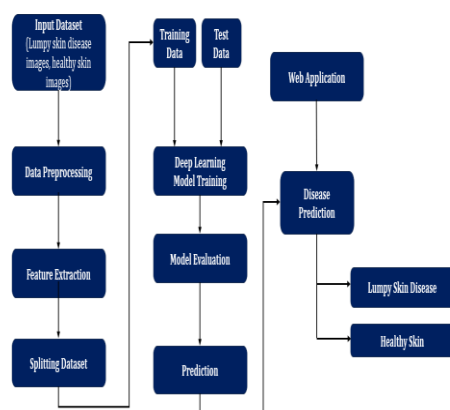 Input Dataset
(Lumpy skin disease
images, healthy skin
images)
Data Preprocessing
Feature Extraction
Splitting Dataset
Training
Data
Test
Data
Deep Learning
Model Training
Model Evaluation
Prediction
Web Application
Disease
Prediction
Lumpy Skin Disease
Healthy Skin